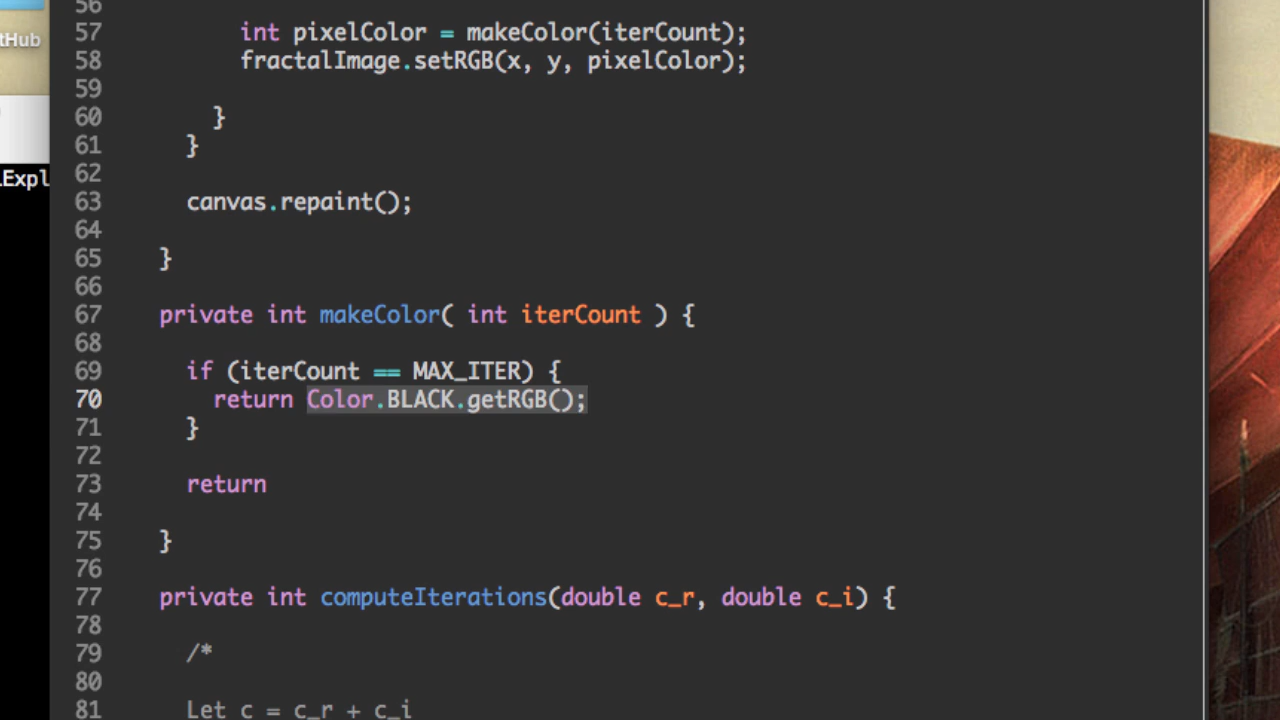 56
57 int pixelColor = makeColor(iterCount);
58 fractalImage.setRGB(x, y, pixelColor);
59
60 }
61 }
62
63 canvas.repaint();
64
65 }
66
67 private int makeColor( int iterCount ) {
68
69 if (iterCount == MAX_ITER) {
70 return Color.BLACK.getRGB();
71 }
72
73 return
74
75 }
76
77 private int computeIterations(double c_r, double c_i) {
78
79 /*
80
81 Let c = c_r + c_i
tHub
Expl